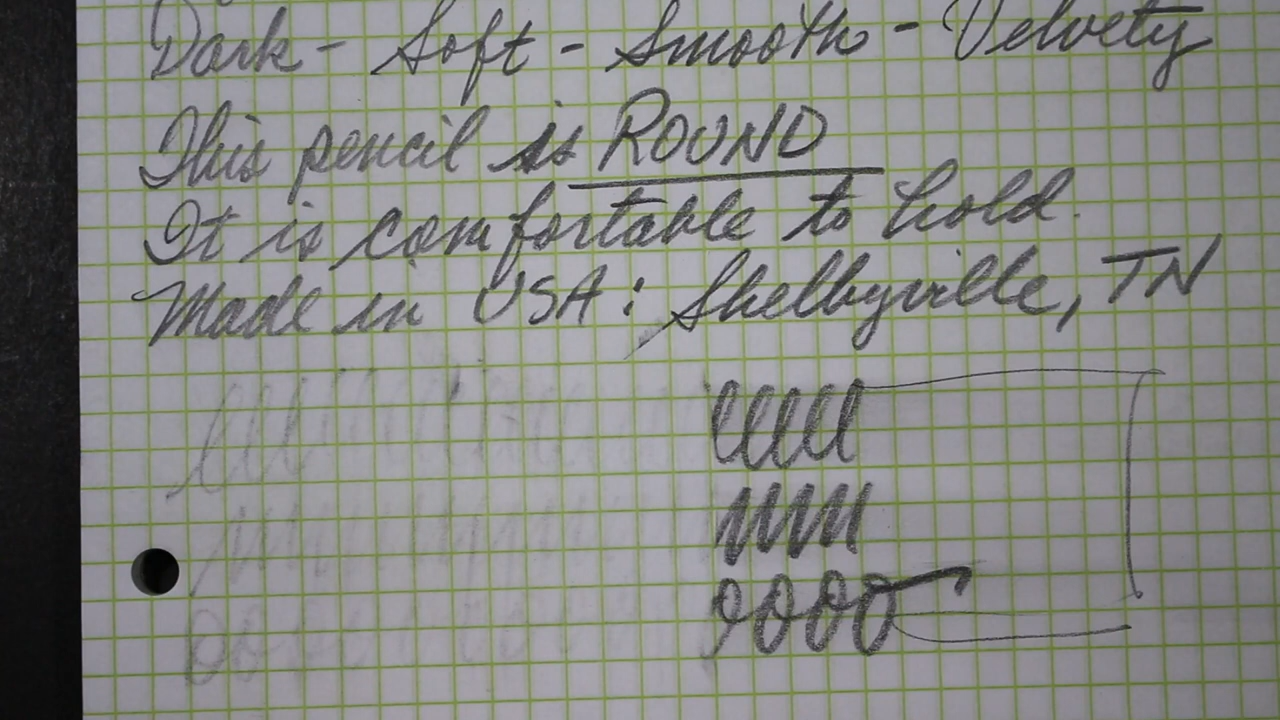 Dark - Soft - Smooth - Velvety
This pencil is ROUND
It is comfortable to hold.
Made in USA: Shelbyville, TN